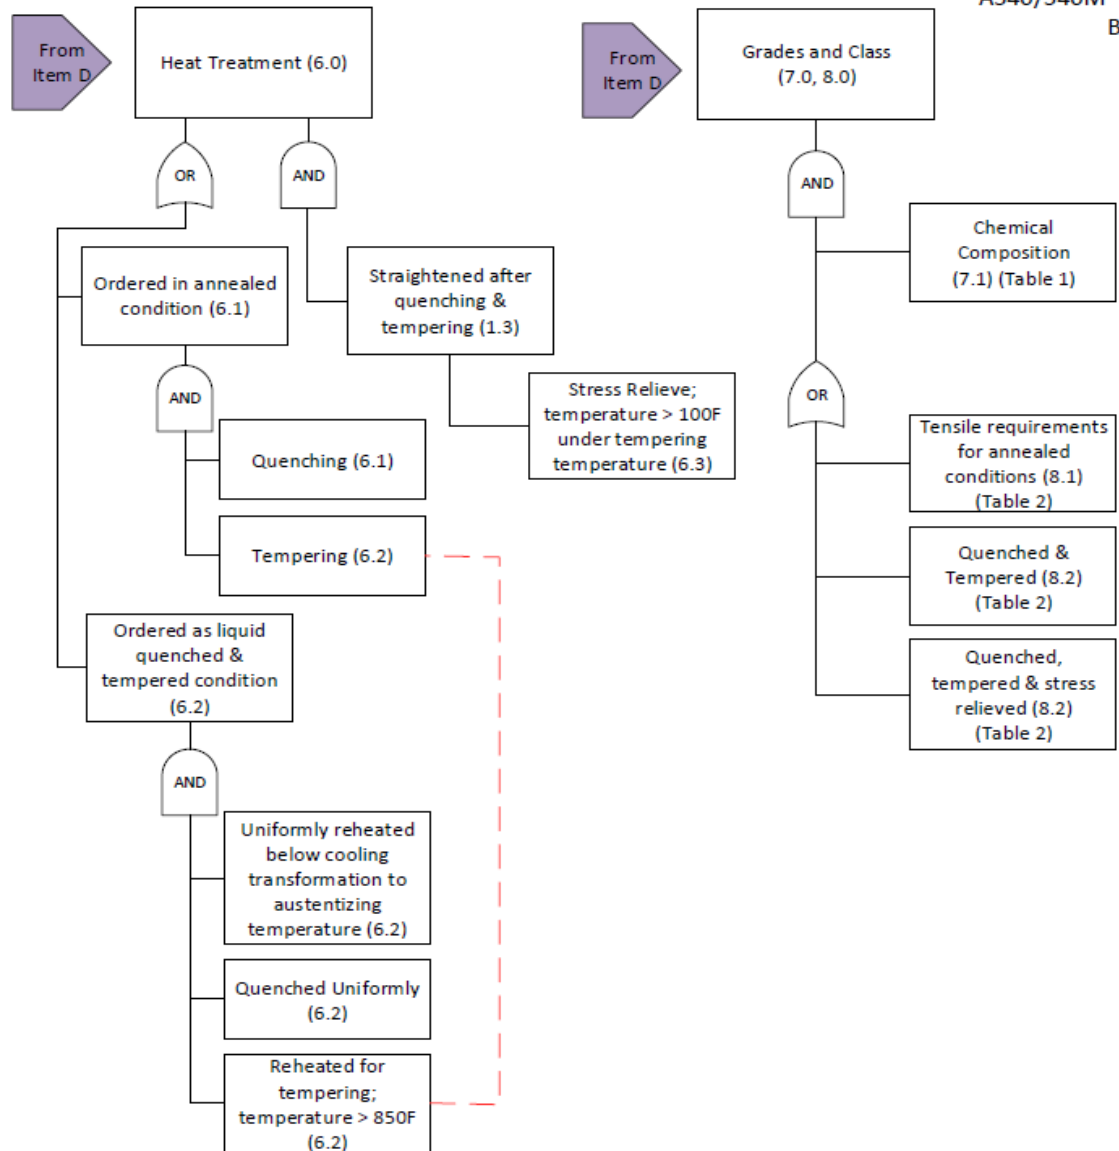 A540/540M
B
From
Item D
Heat Treatment (6.0)
From
Item D
Grades and Class
(7.0, 8.0)
OR
AND
AND
Chemical
Composition
(7.1) (Table 1)
Ordered in annealed
condition (6.1)
Straightened after
quenching &
tempering (1.3)
AND
OR
Stress Relieve;
temperature > 100F
under tempering
temperature (6.3)
Quenching (6.1)
Tensile requirements
for annealed
conditions (8.1)
(Table 2)
Tempering (6.2)
Quenched &
Tempered (8.2)
(Table 2)
Ordered as liquid
quenched &
tempered condition
(6.2)
Quenched,
tempered & stress
relieved (8.2)
(Table 2)
AND
Uniformly reheated
below cooling
transformation to
austentizing
temperature (6.2)
Quenched Uniformly
(6.2)
Reheated for
tempering;
temperature > 850F
(6.2)